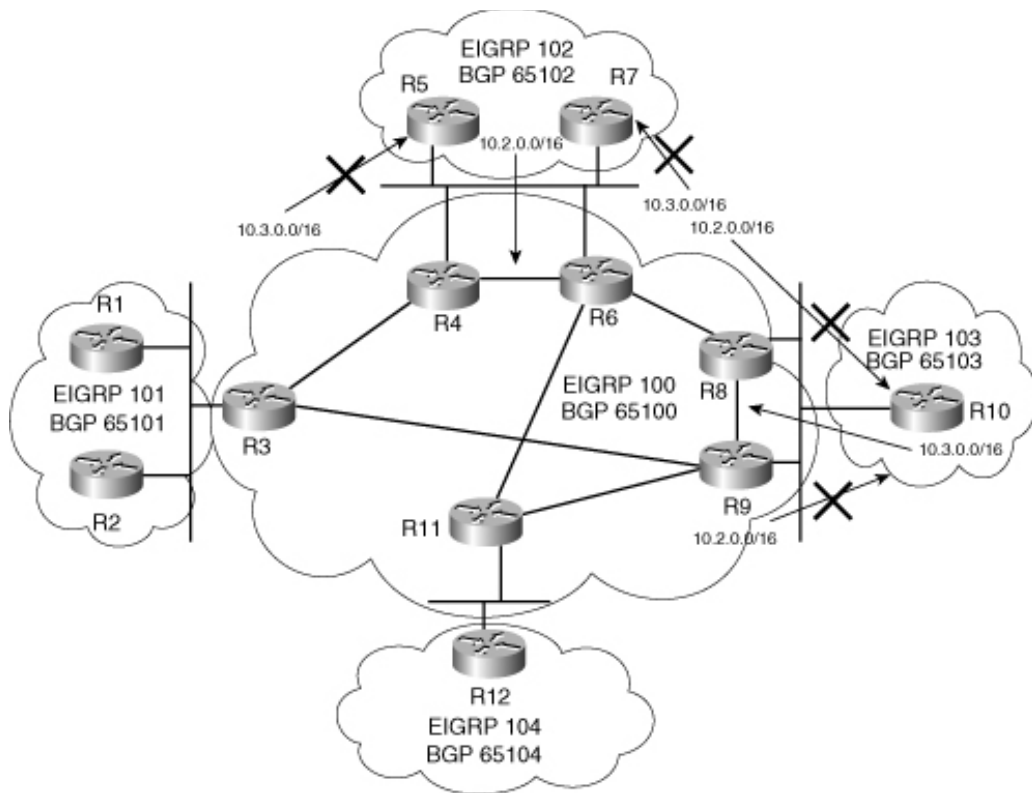 EIGRP 102
BGP 65102
R5
R7
10.2.0.0/16
10.3.0.0/16
10.3.0.0/16
10.2.0.0/16
R4
R6
R1
EIGRP 101
BGP 65101
R2
R3
EIGRP 100
BGP 65100
R8
EIGRP 103
BGP 65103
R10
10.3.0.0/16
R9
10.2.0.0/16
R11
R12
EIGRP 104
BGP 65104